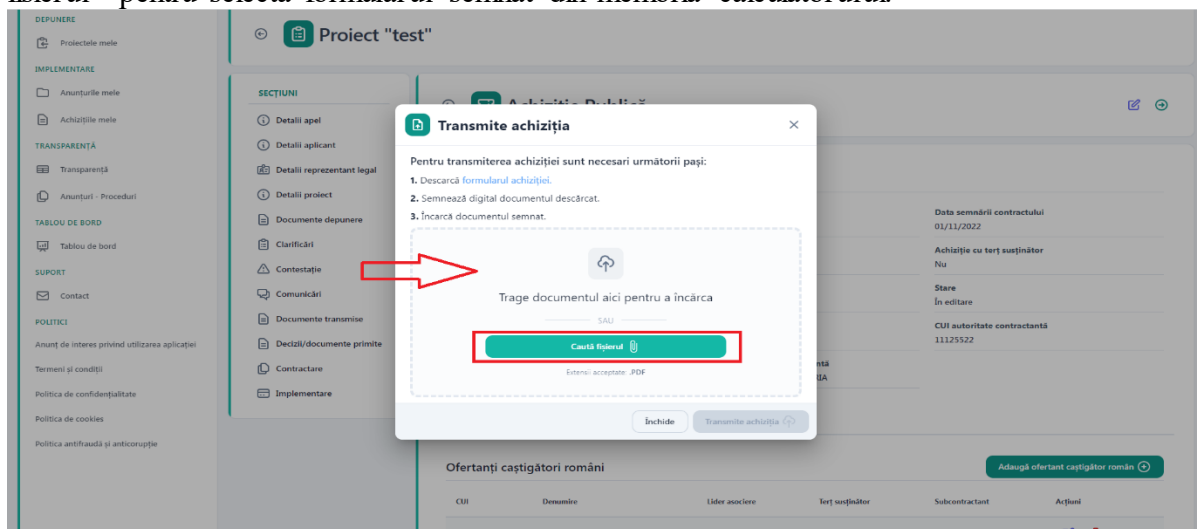 fișierul" pentru selecta formularul semnat din memoria calculatorului.
DEPUNERE
Proiectele mele
IMPLEMENTARE
Anunțurile mele
Achizițiile mele
TRANSPARENȚĂ
Transparență
Anunțuri - Proceduri
TABLOU DE BORD
Tablou de bord
SUPORT
Contact
POLITICI
Anunț de interes privind utilizarea aplicației
Termeni și condiții
Politica de confidențialitate
Politica de cookies
Politica antifraudă și anticorupție
Proiect "test"
SECȚIUNI
Detalii apel
Detalii aplicant
Detalii reprezentant legal
Detalii proiect
Documente depunere
Clarificări
Contestație
Comunicări
Documente transmise
Decizii/documente primite
Contractare
Implementare
Achiziție Publică
Transmite achiziția
Pentru transmiterea achiziției sunt necesari următorii pași:
1. Descarcă formularul achiziției.
2. Semnează digital documentul descărcat.
3. Încarcă documentul semnat.
Trage documentul aici pentru a încărca
SAU
Caută fișierul
Extensii acceptate: .PDF
Închide
Transmite achiziția
Data semnării contractului
01/11/2022
Achiziție cu terț susținător
Nu
Stare
În editare
CUI autoritate contractantă
11125522
Ofertanți caștigători români
Adaugă ofertant caștigător român
CUI Denumire Lider asociere Terț susținător Subcontractant Acțiuni